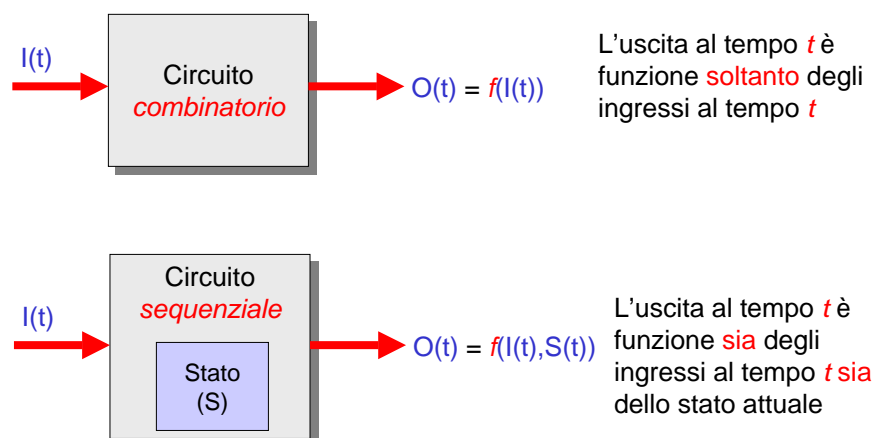 I(t)
Circuito
combinatorio
O(t) = f(I(t))
L'uscita al tempo t è
funzione soltanto degli
ingressi al tempo t
I(t)
Circuito
sequenziale
Stato
(S)
O(t) = f(I(t),S(t))
L'uscita al tempo t è
funzione sia degli
ingressi al tempo t sia
dello stato attuale